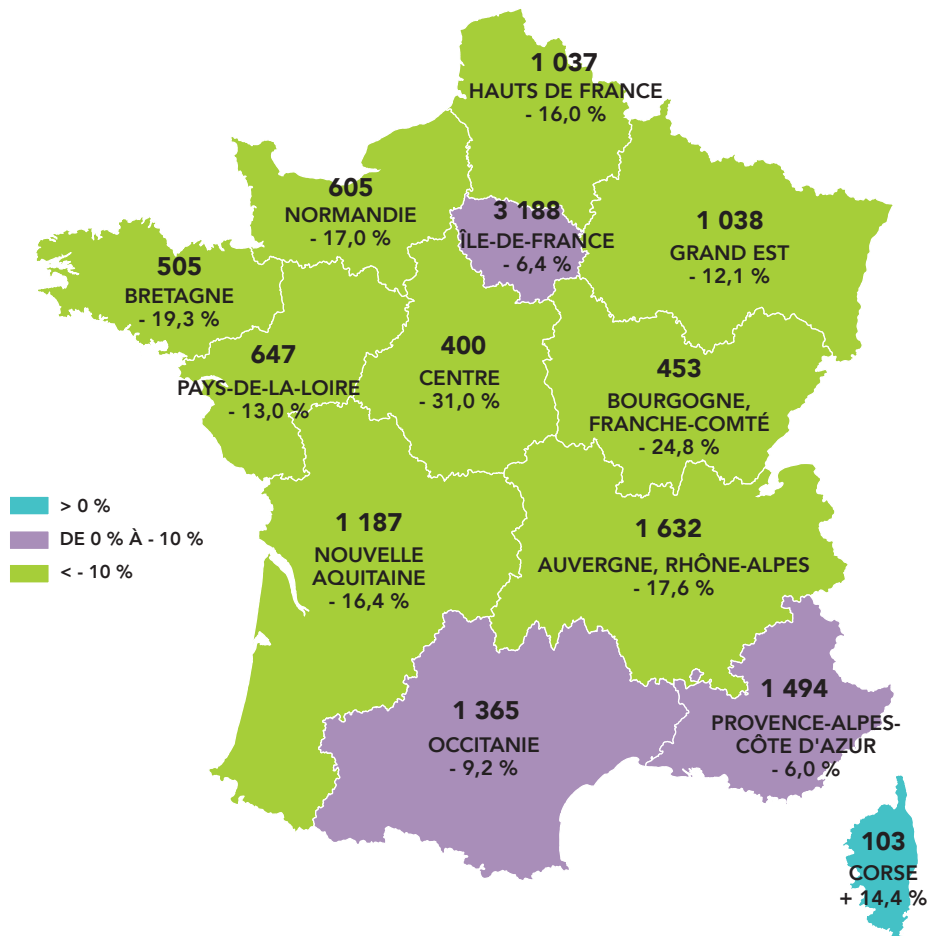 1 037
HAUTS DE FRANCE
- 16,0 %
605
NORMANDIE
- 17,0 %
3 188
ÎLE-DE-FRANCE
- 6,4 %
1 038
GRAND EST
- 12,1 %
505
BRETAGNE
- 19,3 %
647
PAYS-DE-LA-LOIRE
- 13,0 %
400
CENTRE
- 31,0 %
453
BOURGOGNE,
FRANCHE-COMTÉ
- 24,8 %
> 0 %
DE 0 % À - 10 %
< - 10 %
1 187
NOUVELLE
AQUITAINE
- 16,4 %
1 632
AUVERGNE, RHÔNE-ALPES
- 17,6 %
1 365
OCCITANIE
- 9,2 %
1 494
PROVENCE-ALPES-
CÔTE D'AZUR
- 6,0 %
103
CORSE
+ 14,4 %